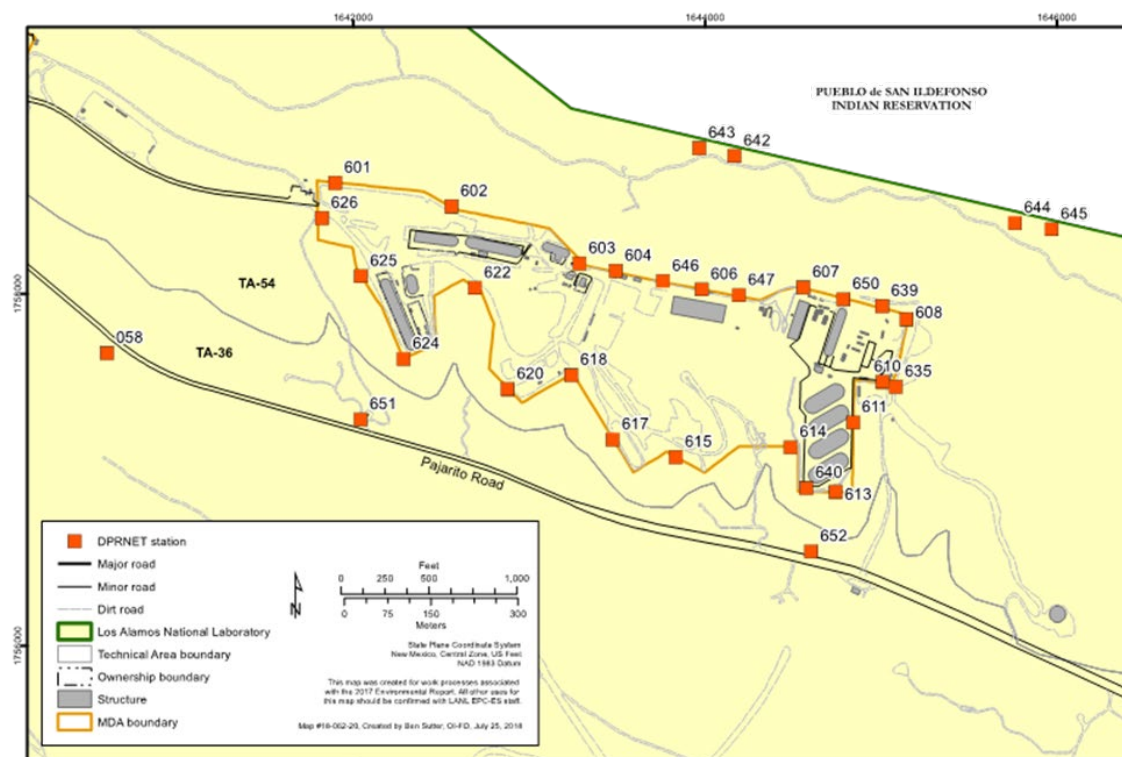 1642000
1644000
1646000
PUEBLO de SAN ILDEFONSO
INDIAN RESERVATION
643
642
601
602
626
644
645
603
604
646
606
647
607
650
639
608
625
622
TA-54
1758000
058
TA-36
624
620
618
610
635
611
651
617
615
614
Pajarito Road
640
613
652
DPRNET station
Major road
Minor road
Dirt road
Los Alamos National Laboratory
Technical Area boundary
Ownership boundary
Structure
MDA boundary
N
Feet
0 250 500 1,000
0 75 150 300
Meters
State Plane Coordinate System
New Mexico, Central Zone, US Feet
NAD 1983 Datum
This map was created for work processes associated
with the 2017 Environmental Report. All other uses for
this map should be confirmed with LANL EPC-ES staff.
Map #18-062-20, Created by Ben Sutter, OI-FD, July 25, 2018
1756000